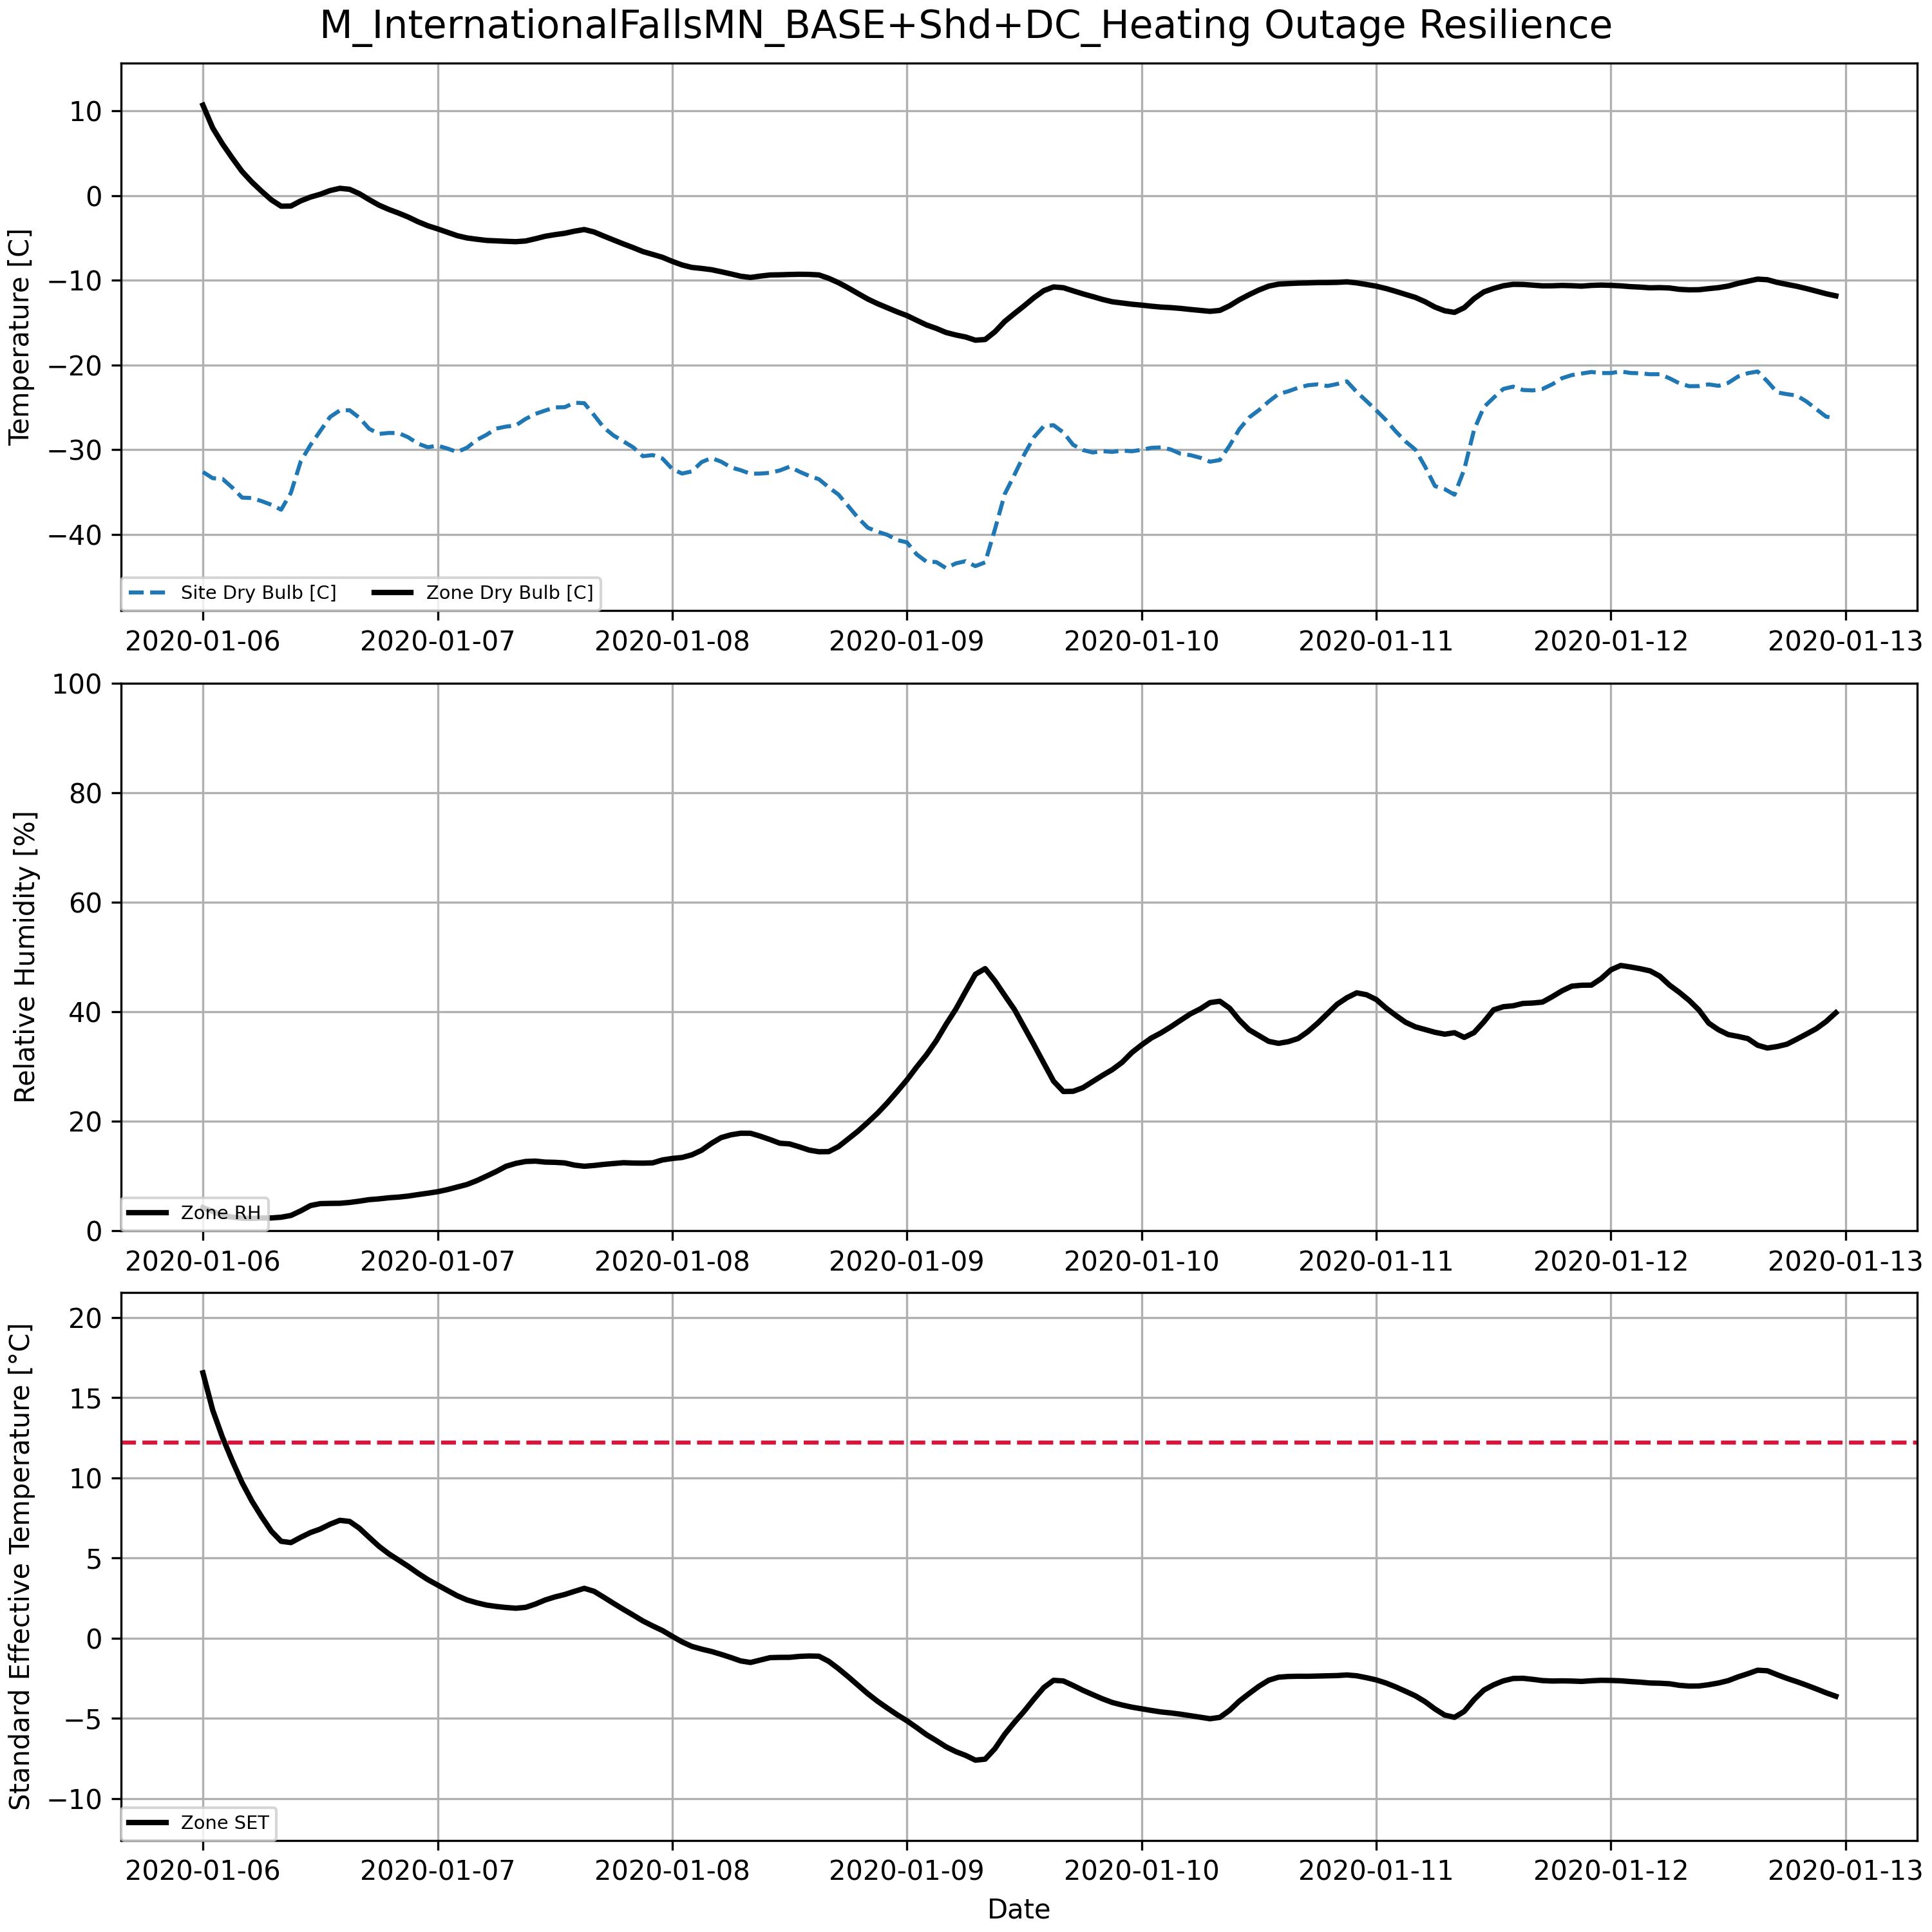 M_InternationalFallsMN_BASE+Shd+DC_Heating Outage Resilience
Temperature [C]
10
0
−10
−20
−30
−40
Site Dry Bulb [C] Zone Dry Bulb [C]
2020-01-06 2020-01-07 2020-01-08 2020-01-09 2020-01-10 2020-01-11 2020-01-12 2020-01-13
Relative Humidity [%]
100
80
60
40
20
0
Zone RH
2020-01-06 2020-01-07 2020-01-08 2020-01-09 2020-01-10 2020-01-11 2020-01-12 2020-01-13
Standard Effective Temperature [°C]
20
15
10
5
0
−5
−10
Zone SET
2020-01-06 2020-01-07 2020-01-08 2020-01-09 2020-01-10 2020-01-11 2020-01-12 2020-01-13
Date